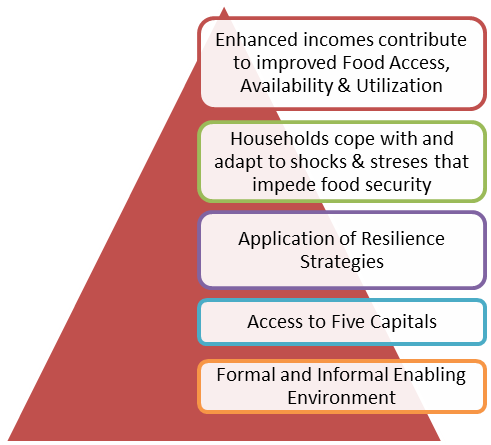 Enhanced incomes contribute
to improved Food Access,
Availability & Utilization
Households cope with and
adapt to shocks & streses that
impede food security
Application of Resilience
Strategies
Access to Five Capitals
Formal and Informal Enabling
Environment